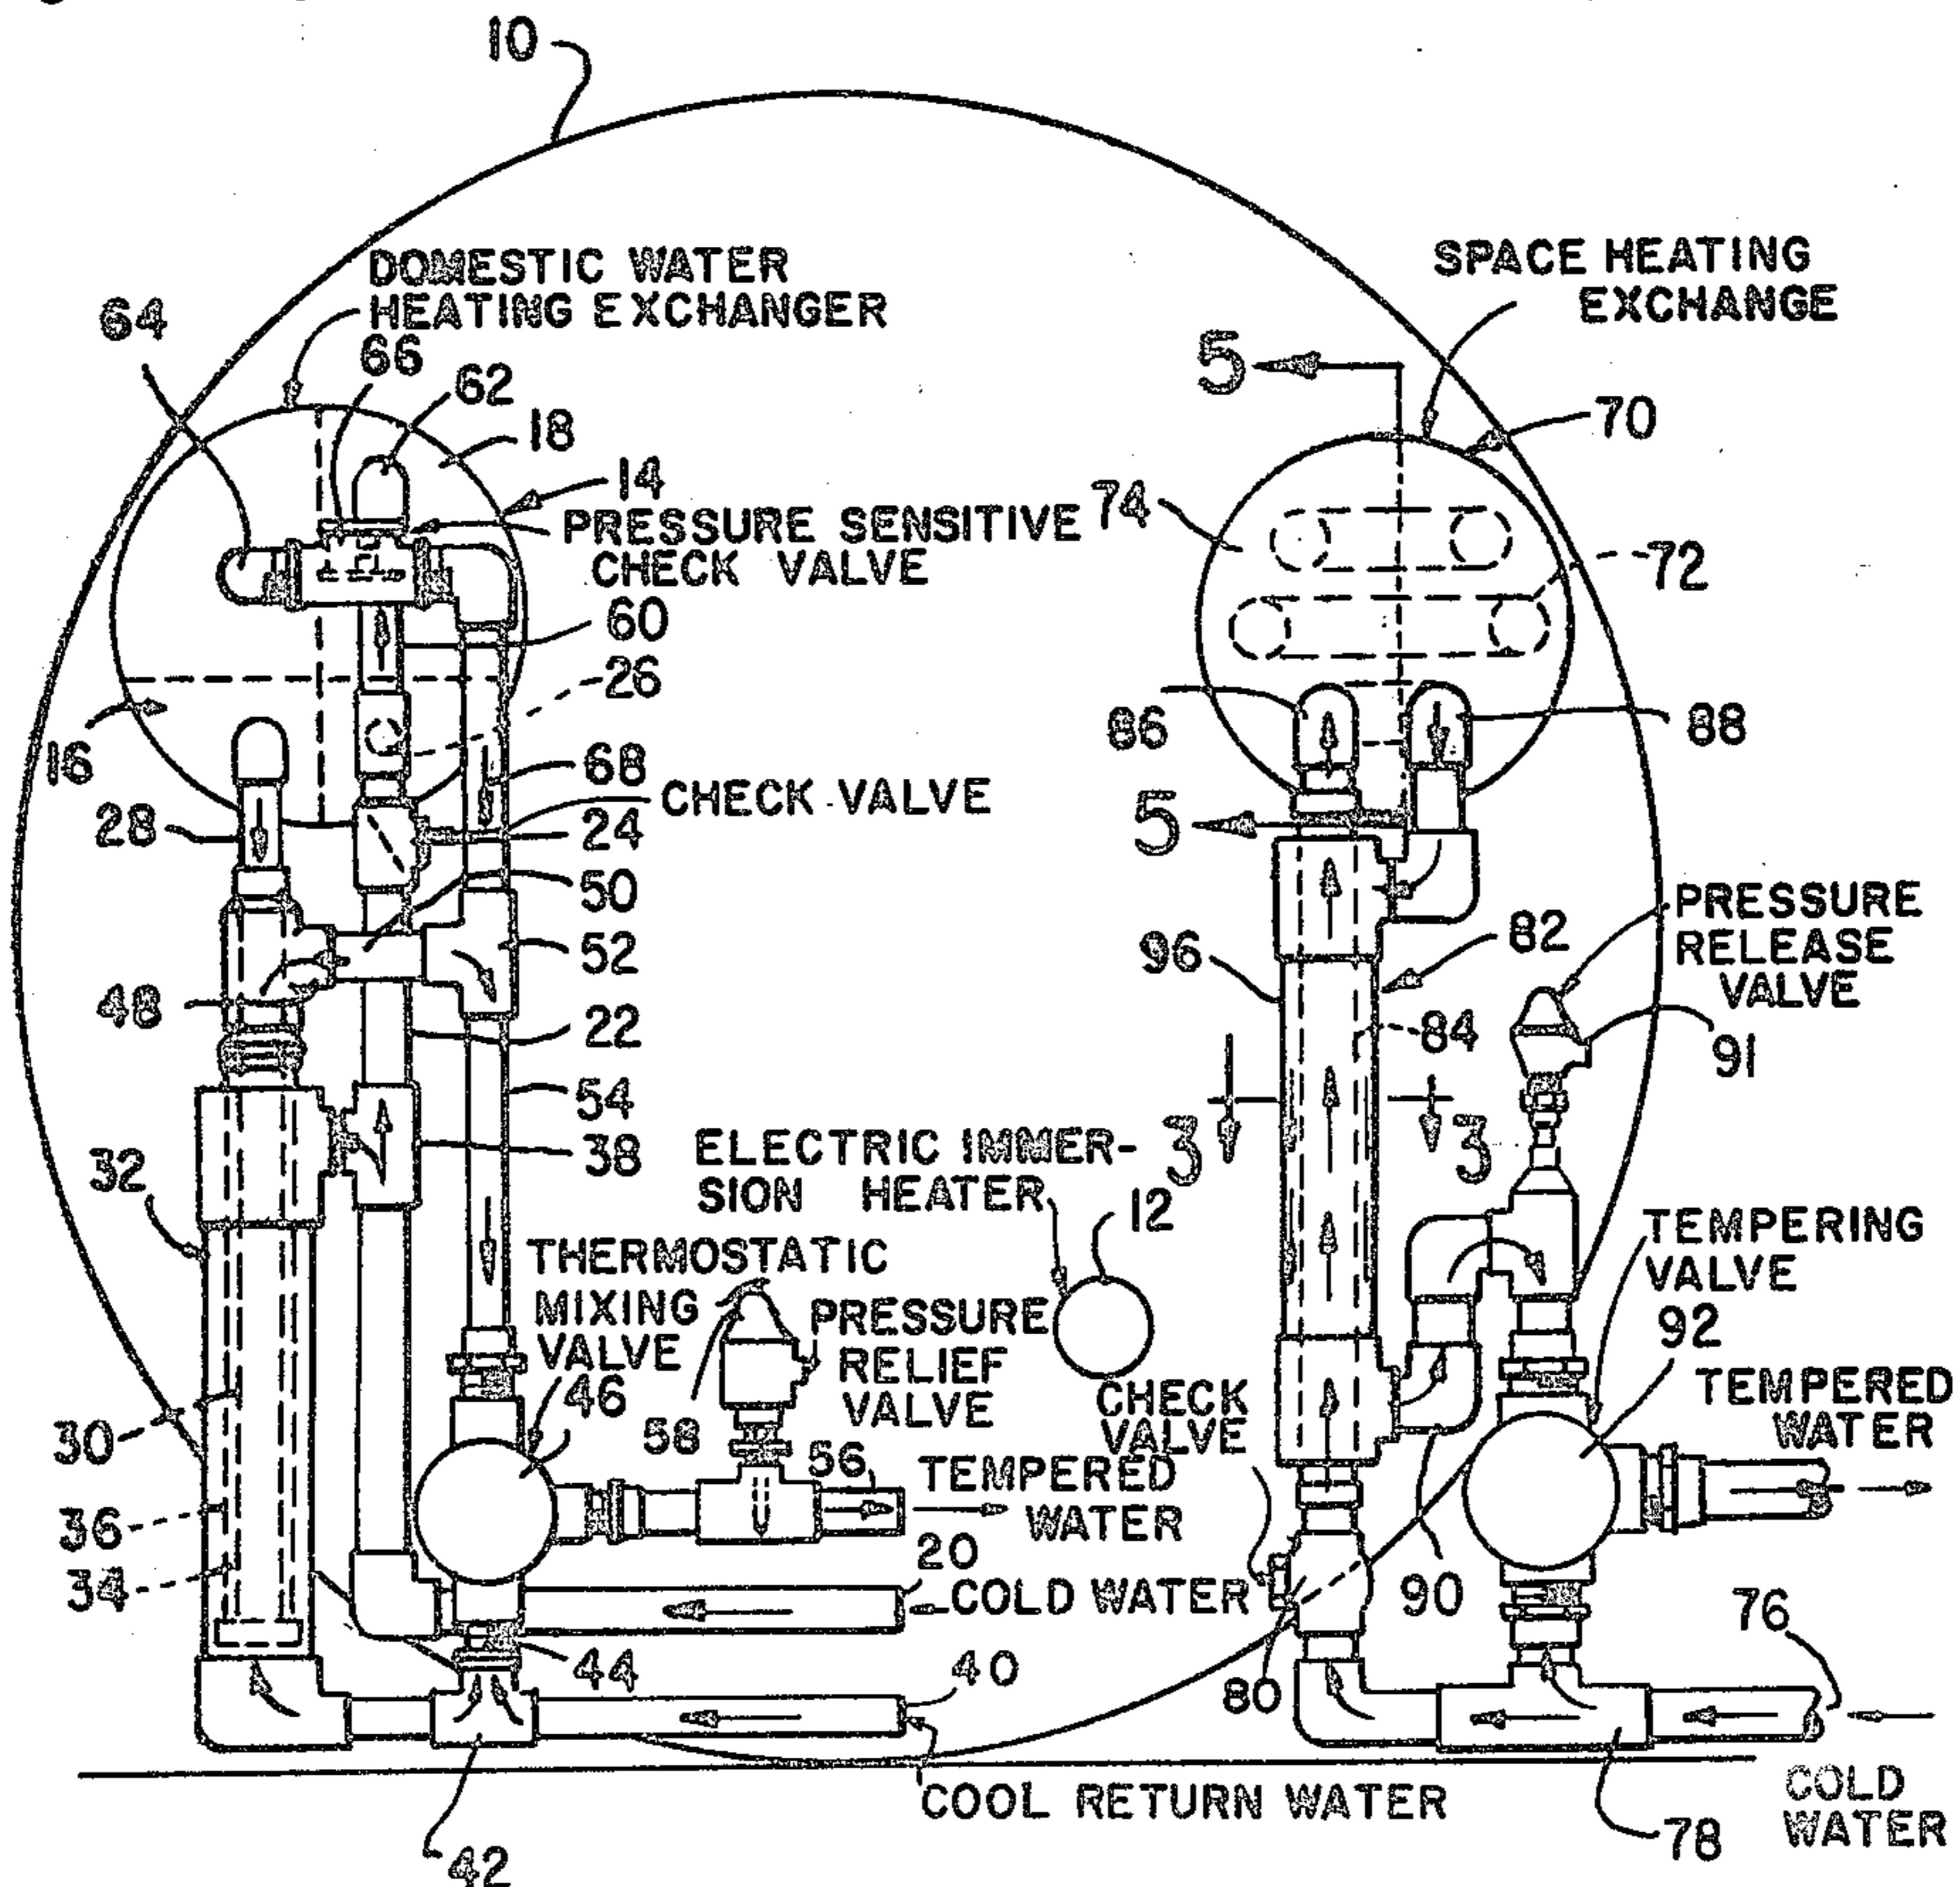 10
DOMESTIC WATER
HEATING EXCHANGER
SPACE HEATING
EXCHANGE
64
66
62
18
14
PRESSURE SENSITIVE
CHECK VALVE
5
70
74
72
60
26
16
68
CHECK VALVE
24
28
50
52
48
22
54
38
32
86
88
5
96
82
PRESSURE
RELEASE
VALVE
84
91
3
3
ELECTRIC IMMER-
SION HEATER
12
THERMOSTATIC
MIXING
VALVE
46
PRESSURE
RELIEF
VALVE
58
TEMPERING
VALVE
92
TEMPERED
WATER
CHECK
VALVE
30
36
34
56
TEMPERED
WATER
20
COLD WATER
44
40
90
76
80
COOL RETURN WATER
42
78
COLD
WATER